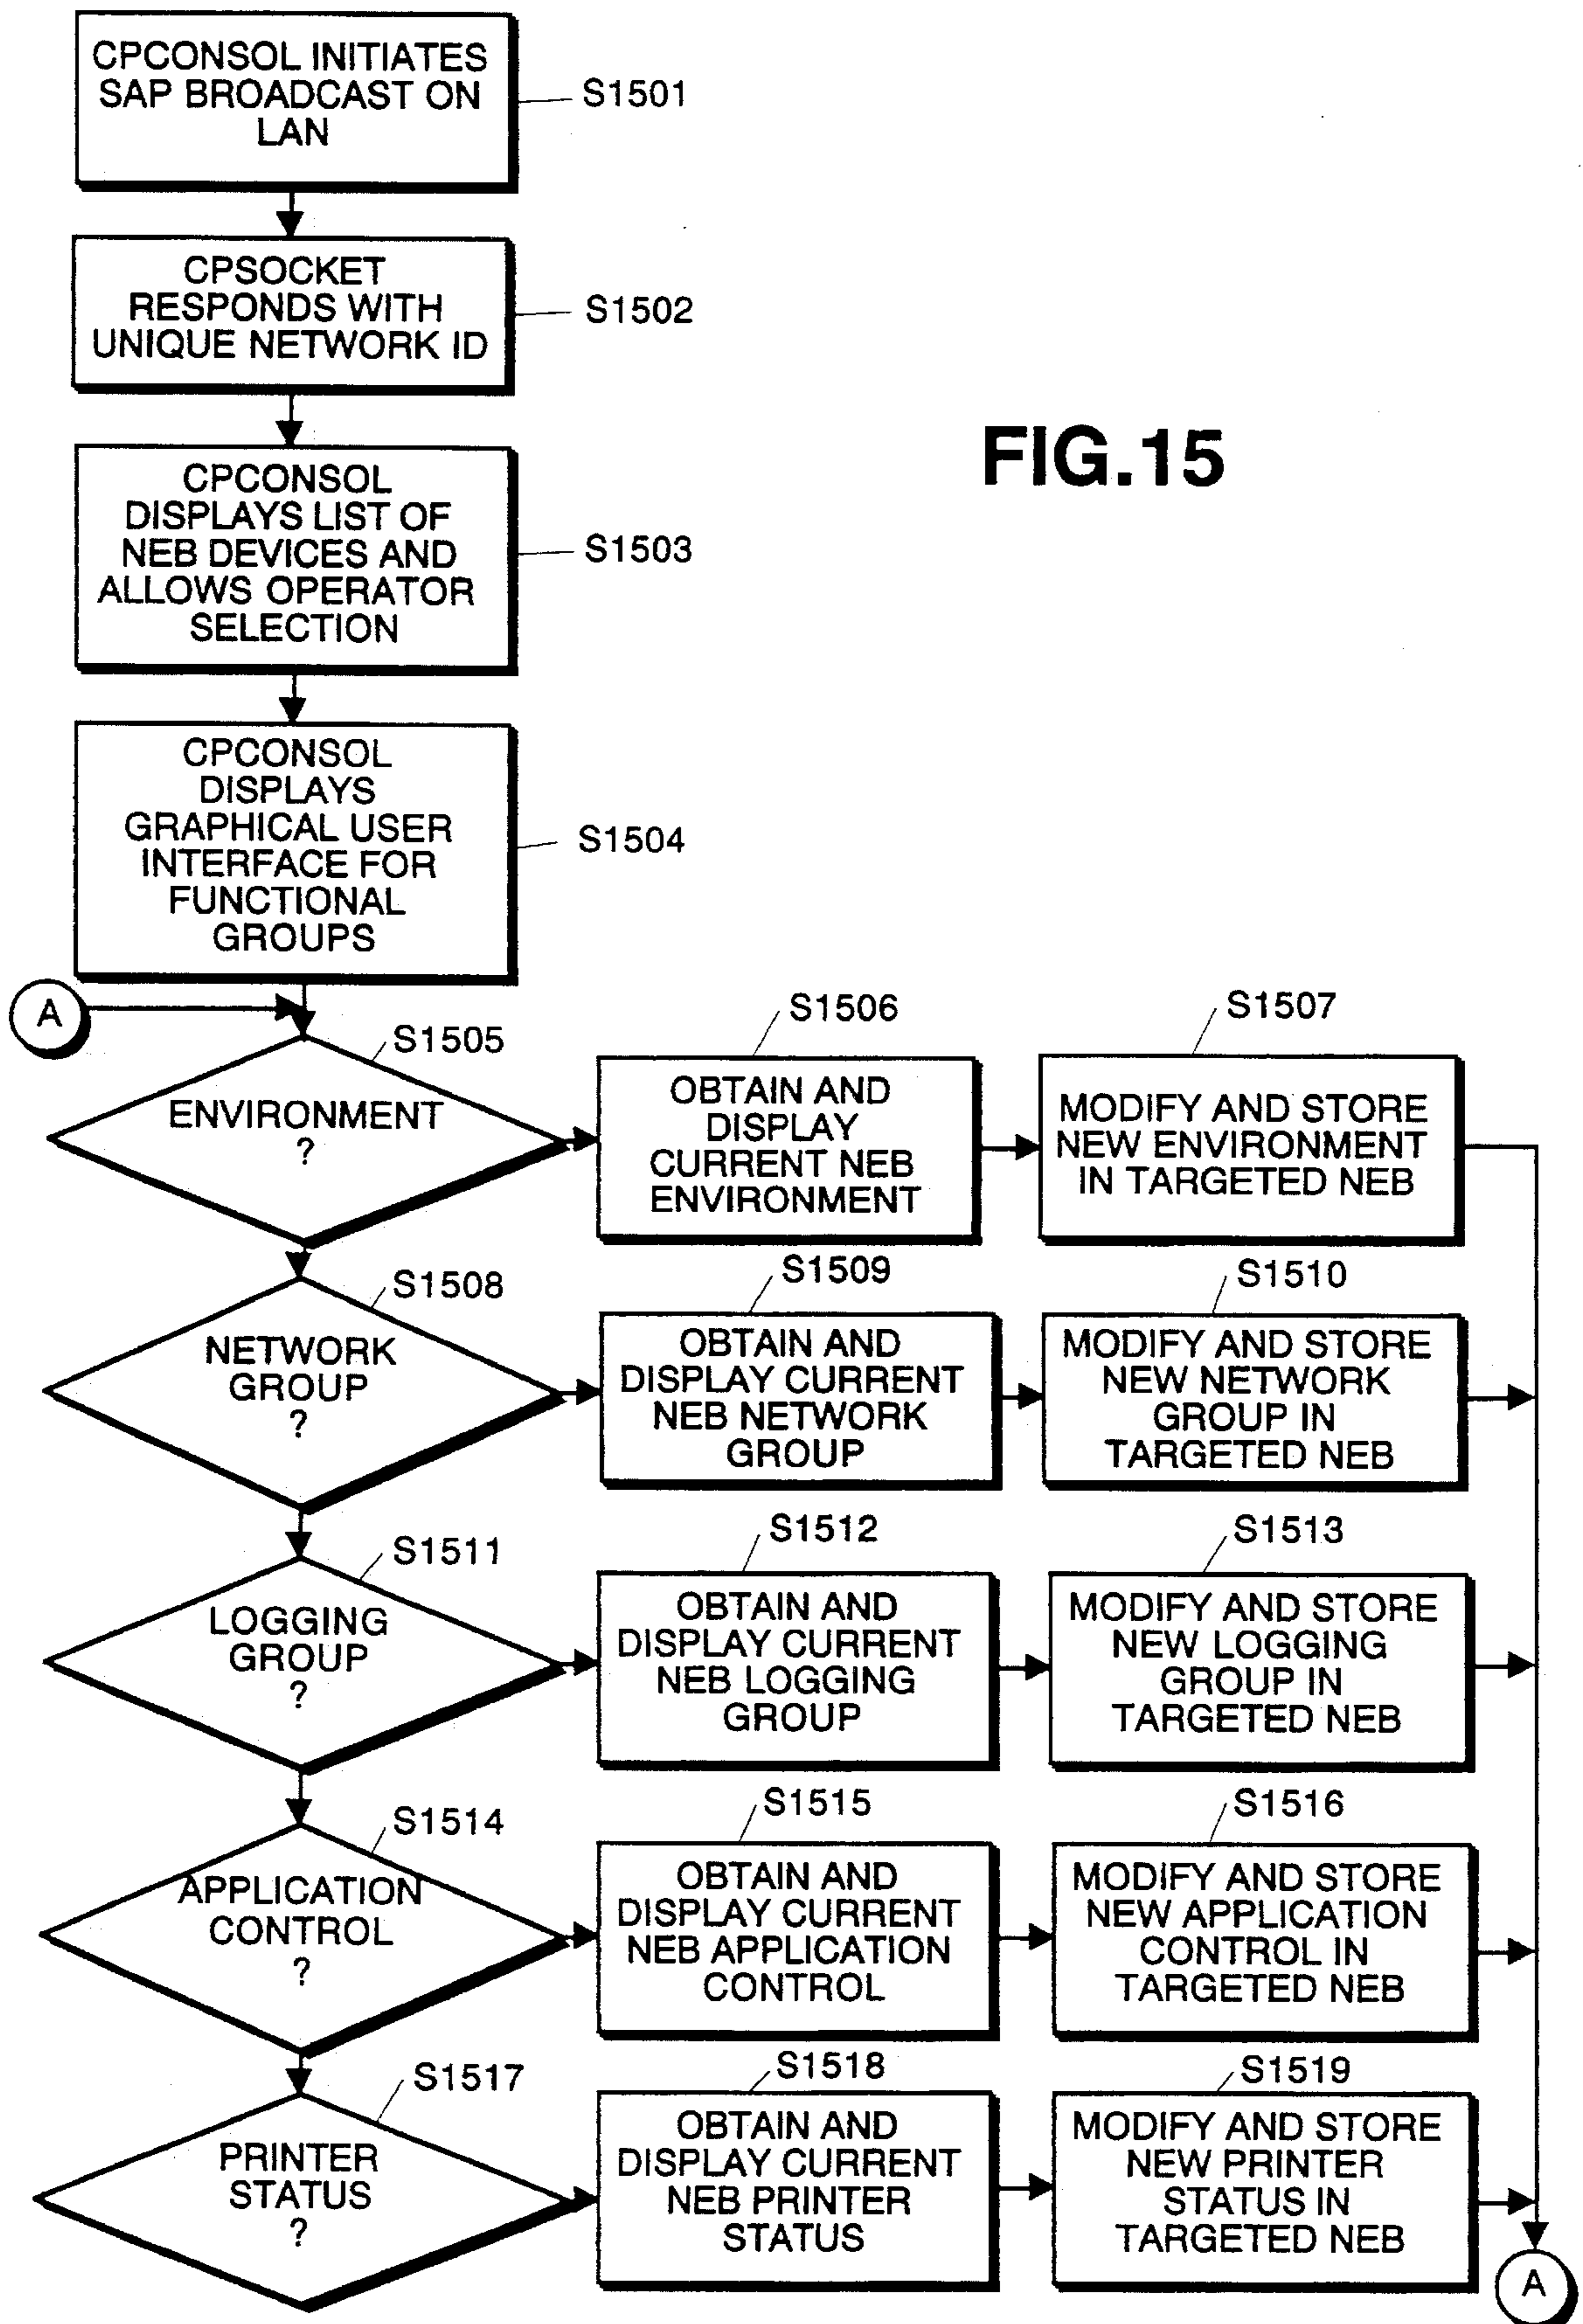 CPCONSOL INITIATES
SAP BROADCAST ON
LAN
S1501
CPSOCKET
RESPONDS WITH
UNIQUE NETWORK ID
S1502
CPCONSOL
DISPLAYS LIST OF
NEB DEVICES AND
ALLOWS OPERATOR
SELECTION
S1503
FIG.15
CPCONSOL
DISPLAYS
GRAPHICAL USER
INTERFACE FOR
FUNCTIONAL
GROUPS
S1504
A
S1505
ENVIRONMENT
?
S1506
OBTAIN AND
DISPLAY
CURRENT NEB
ENVIRONMENT
S1507
MODIFY AND STORE
NEW ENVIRONMENT
IN TARGETED NEB
S1508
NETWORK
GROUP
?
S1509
OBTAIN AND
DISPLAY CURRENT
NEB NETWORK
GROUP
S1510
MODIFY AND STORE
NEW NETWORK
GROUP IN
TARGETED NEB
S1511
LOGGING
GROUP
?
S1512
OBTAIN AND
DISPLAY CURRENT
NEB LOGGING
GROUP
S1513
MODIFY AND STORE
NEW LOGGING
GROUP IN
TARGETED NEB
S1514
APPLICATION
CONTROL
?
S1515
OBTAIN AND
DISPLAY CURRENT
NEB APPLICATION
CONTROL
S1516
MODIFY AND STORE
NEW APPLICATION
CONTROL IN
TARGETED NEB
S1517
PRINTER
STATUS
?
S1518
OBTAIN AND
DISPLAY CURRENT
NEB PRINTER
STATUS
S1519
MODIFY AND STORE
NEW PRINTER
STATUS IN
TARGETED NEB
A